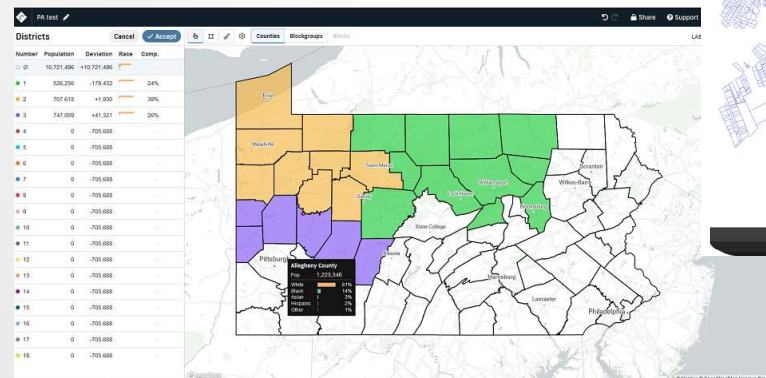 PA test
Share
Support
Districts
Cancel
Accept
Counties
Blockgroups
Blocks
Number Population Deviation Race Comp.
10,721,496 +10,721,496
1 526,256 -179,432 24%
2 707,618 +1,930 39%
3 747,009 +41,321 26%
4 0 -705,688
5 0 -705,688
6 0 -705,688
7 0 -705,688
8 0 -705,688
9 0 -705,688
10 0 -705,688
11 0 -705,688
12 0 -705,688
13 0 -705,688
14 0 -705,688
15 0 -705,688
16 0 -705,688
17 0 -705,688
18 0 -705,688
Erie
Meadville
Saint Marys
Scranton
Williamsport
Wilkes-Barre
Lock Haven
Bloomsburg
State College
Altoona
Pittsburgh
Harrisburg
Lancaster
Philadelphia
Allegheny County
Pop. 1,223,348
White 81%
Black 14%
Asian 3%
Hispanic 2%
Other 1%